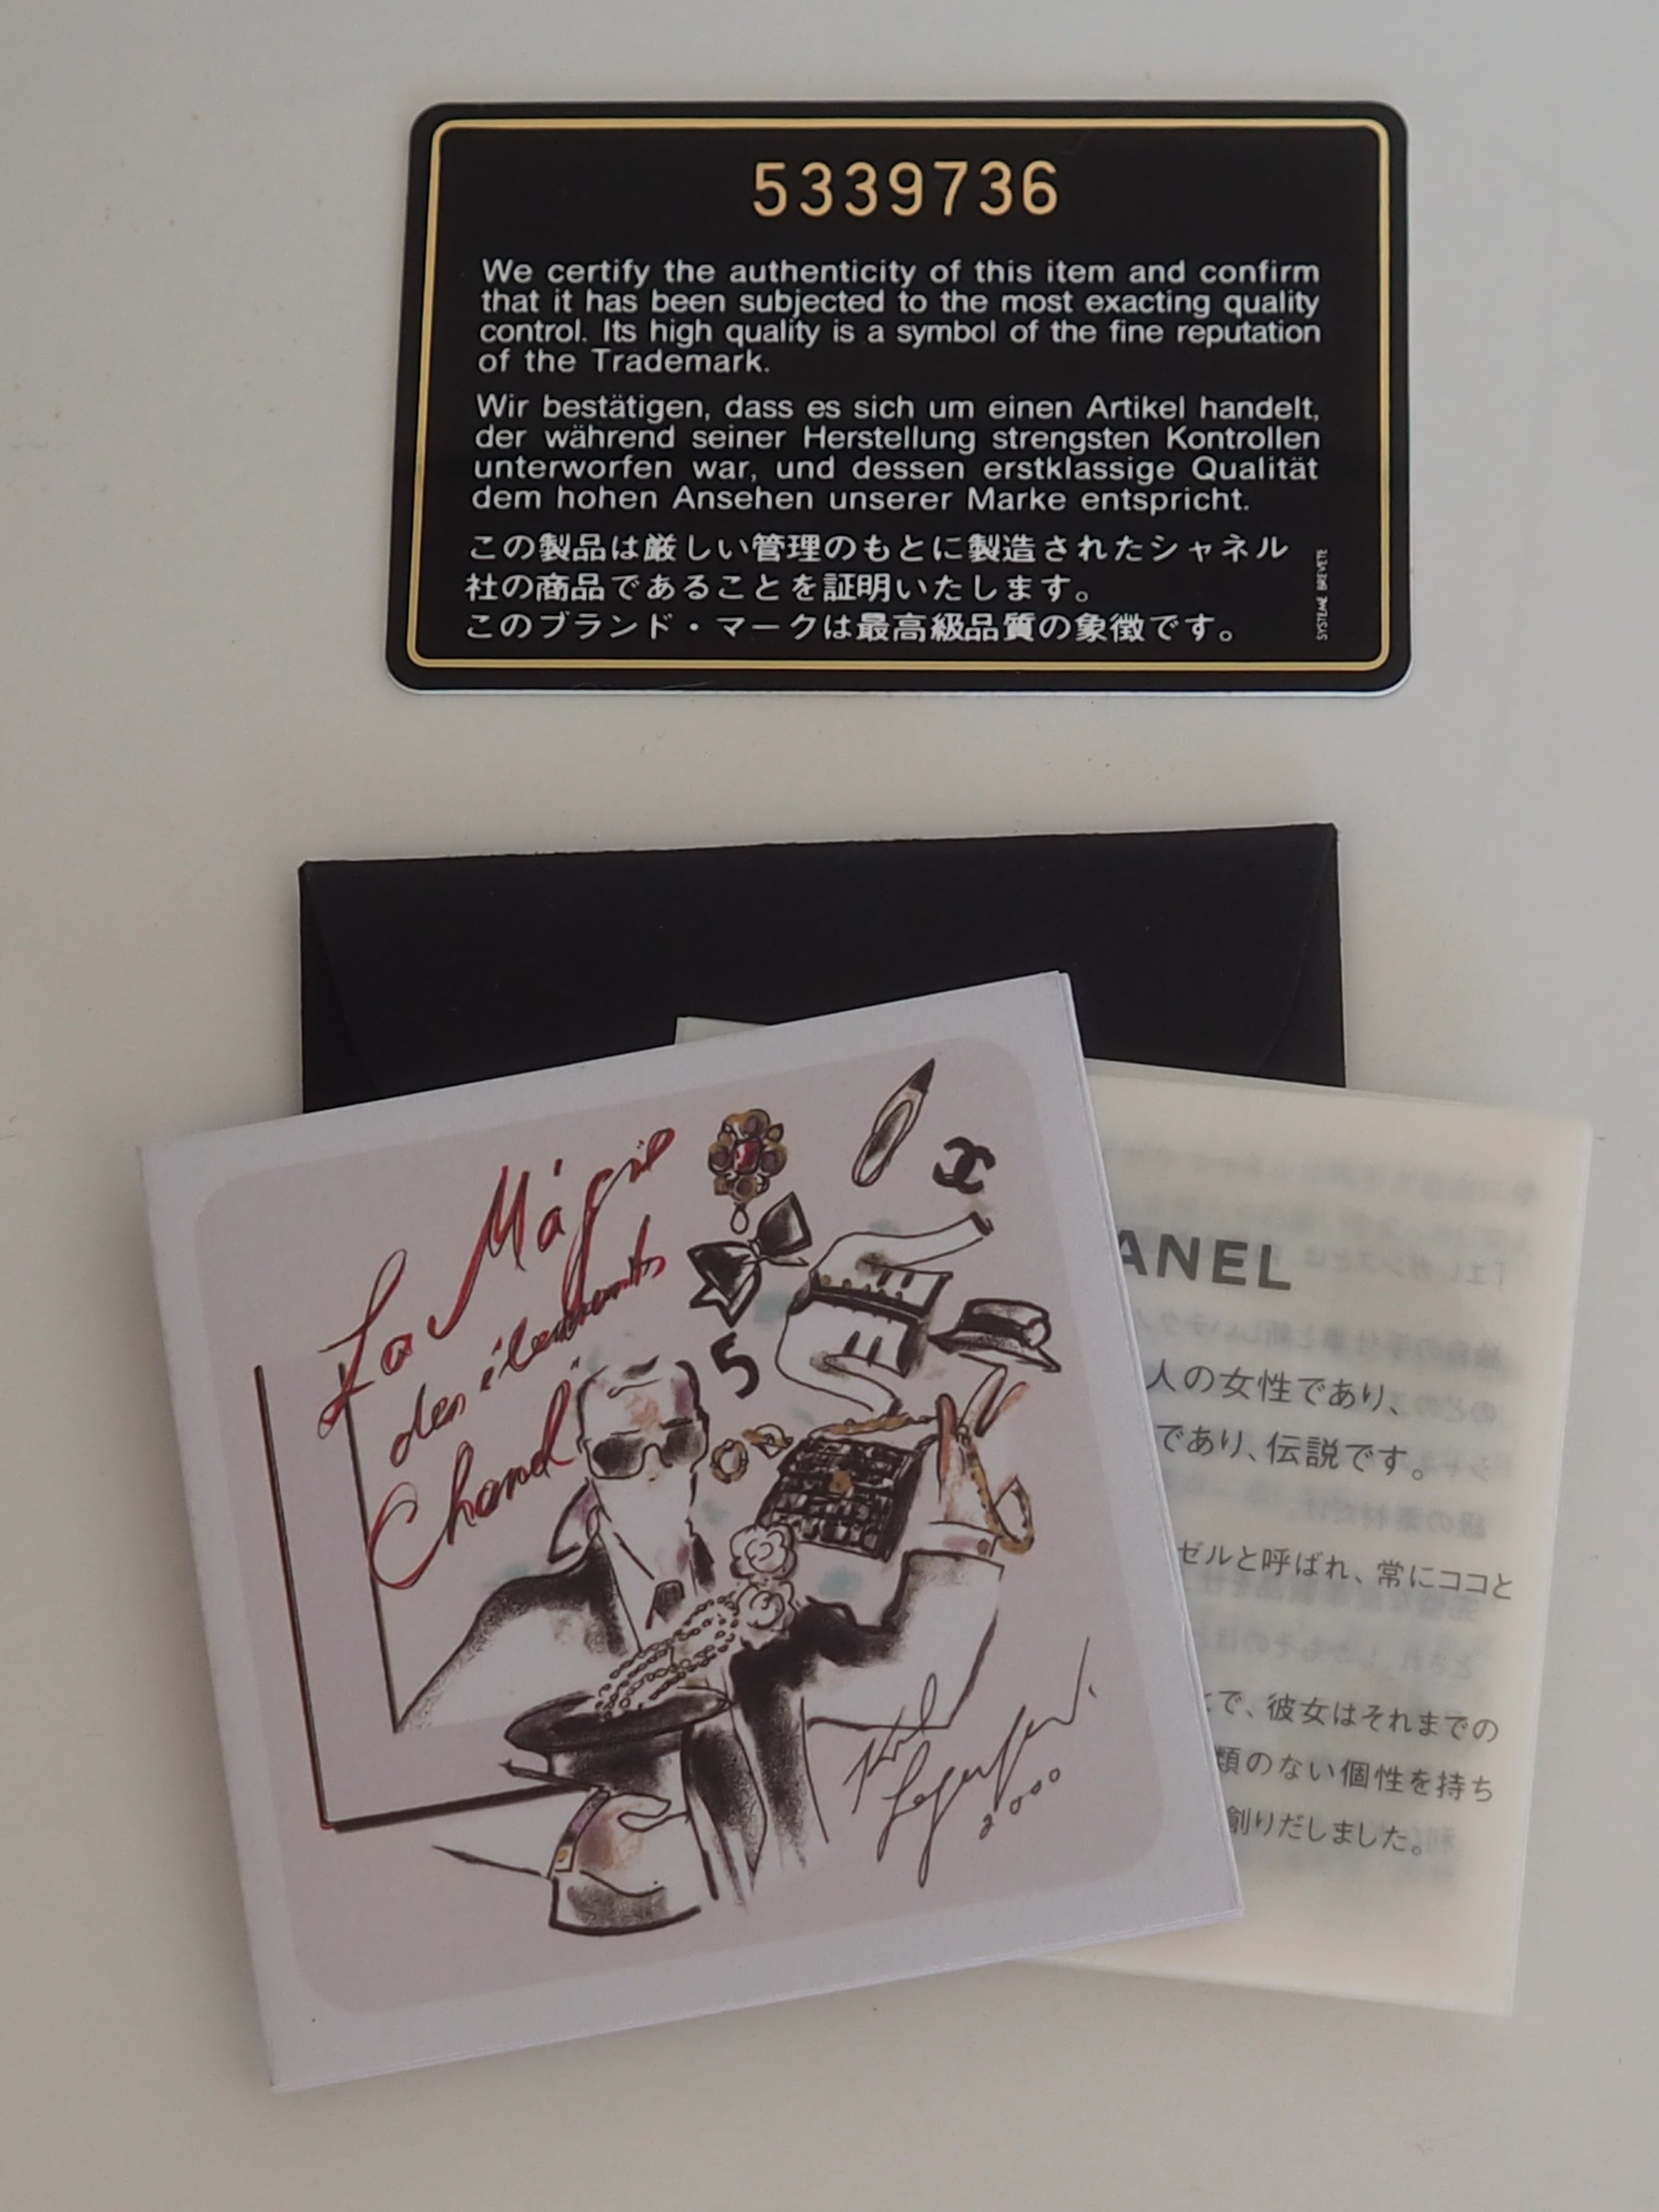 5339736
We certify the authenticity of this item and confirm
that it has been subjected to the most exacting quality
control. Its high quality is a symbol of the fine reputation
of the Trademark.
Wir bestätigen, dass es sich um einen Artikel handelt,
der während seiner Herstellung strengsten Kontrollen
unterworfen war, und dessen erstklassige Qualität
dem hohen Ansehen unserer Marke entspricht.
この製品は厳しい管理のもとに製造されたシャネル
社の商品であることを証明いたします。
このブランド・マークは最高級品質の象徴です。
SYSTEME BREVETE
La Magie
des élements
Chanel
5
Karl
Lagerfeld
2000
ANEL
人の女性であり、
であり、伝説です。
ゼルと呼ばれ、常にココと
で、彼女はそれまでの
類のない個性を持ち
創りだしました。